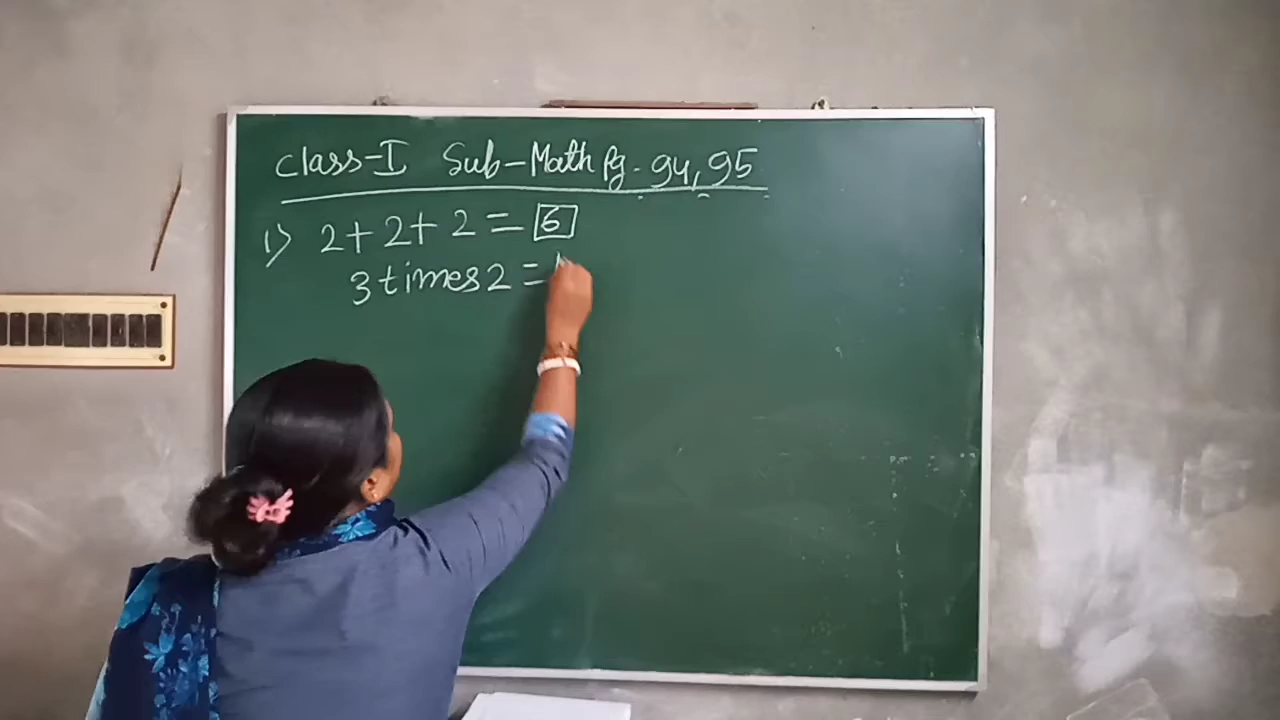 Class-I Sub-Math Pg. 94, 95
1) 2+2+2=6
3 times 2 =